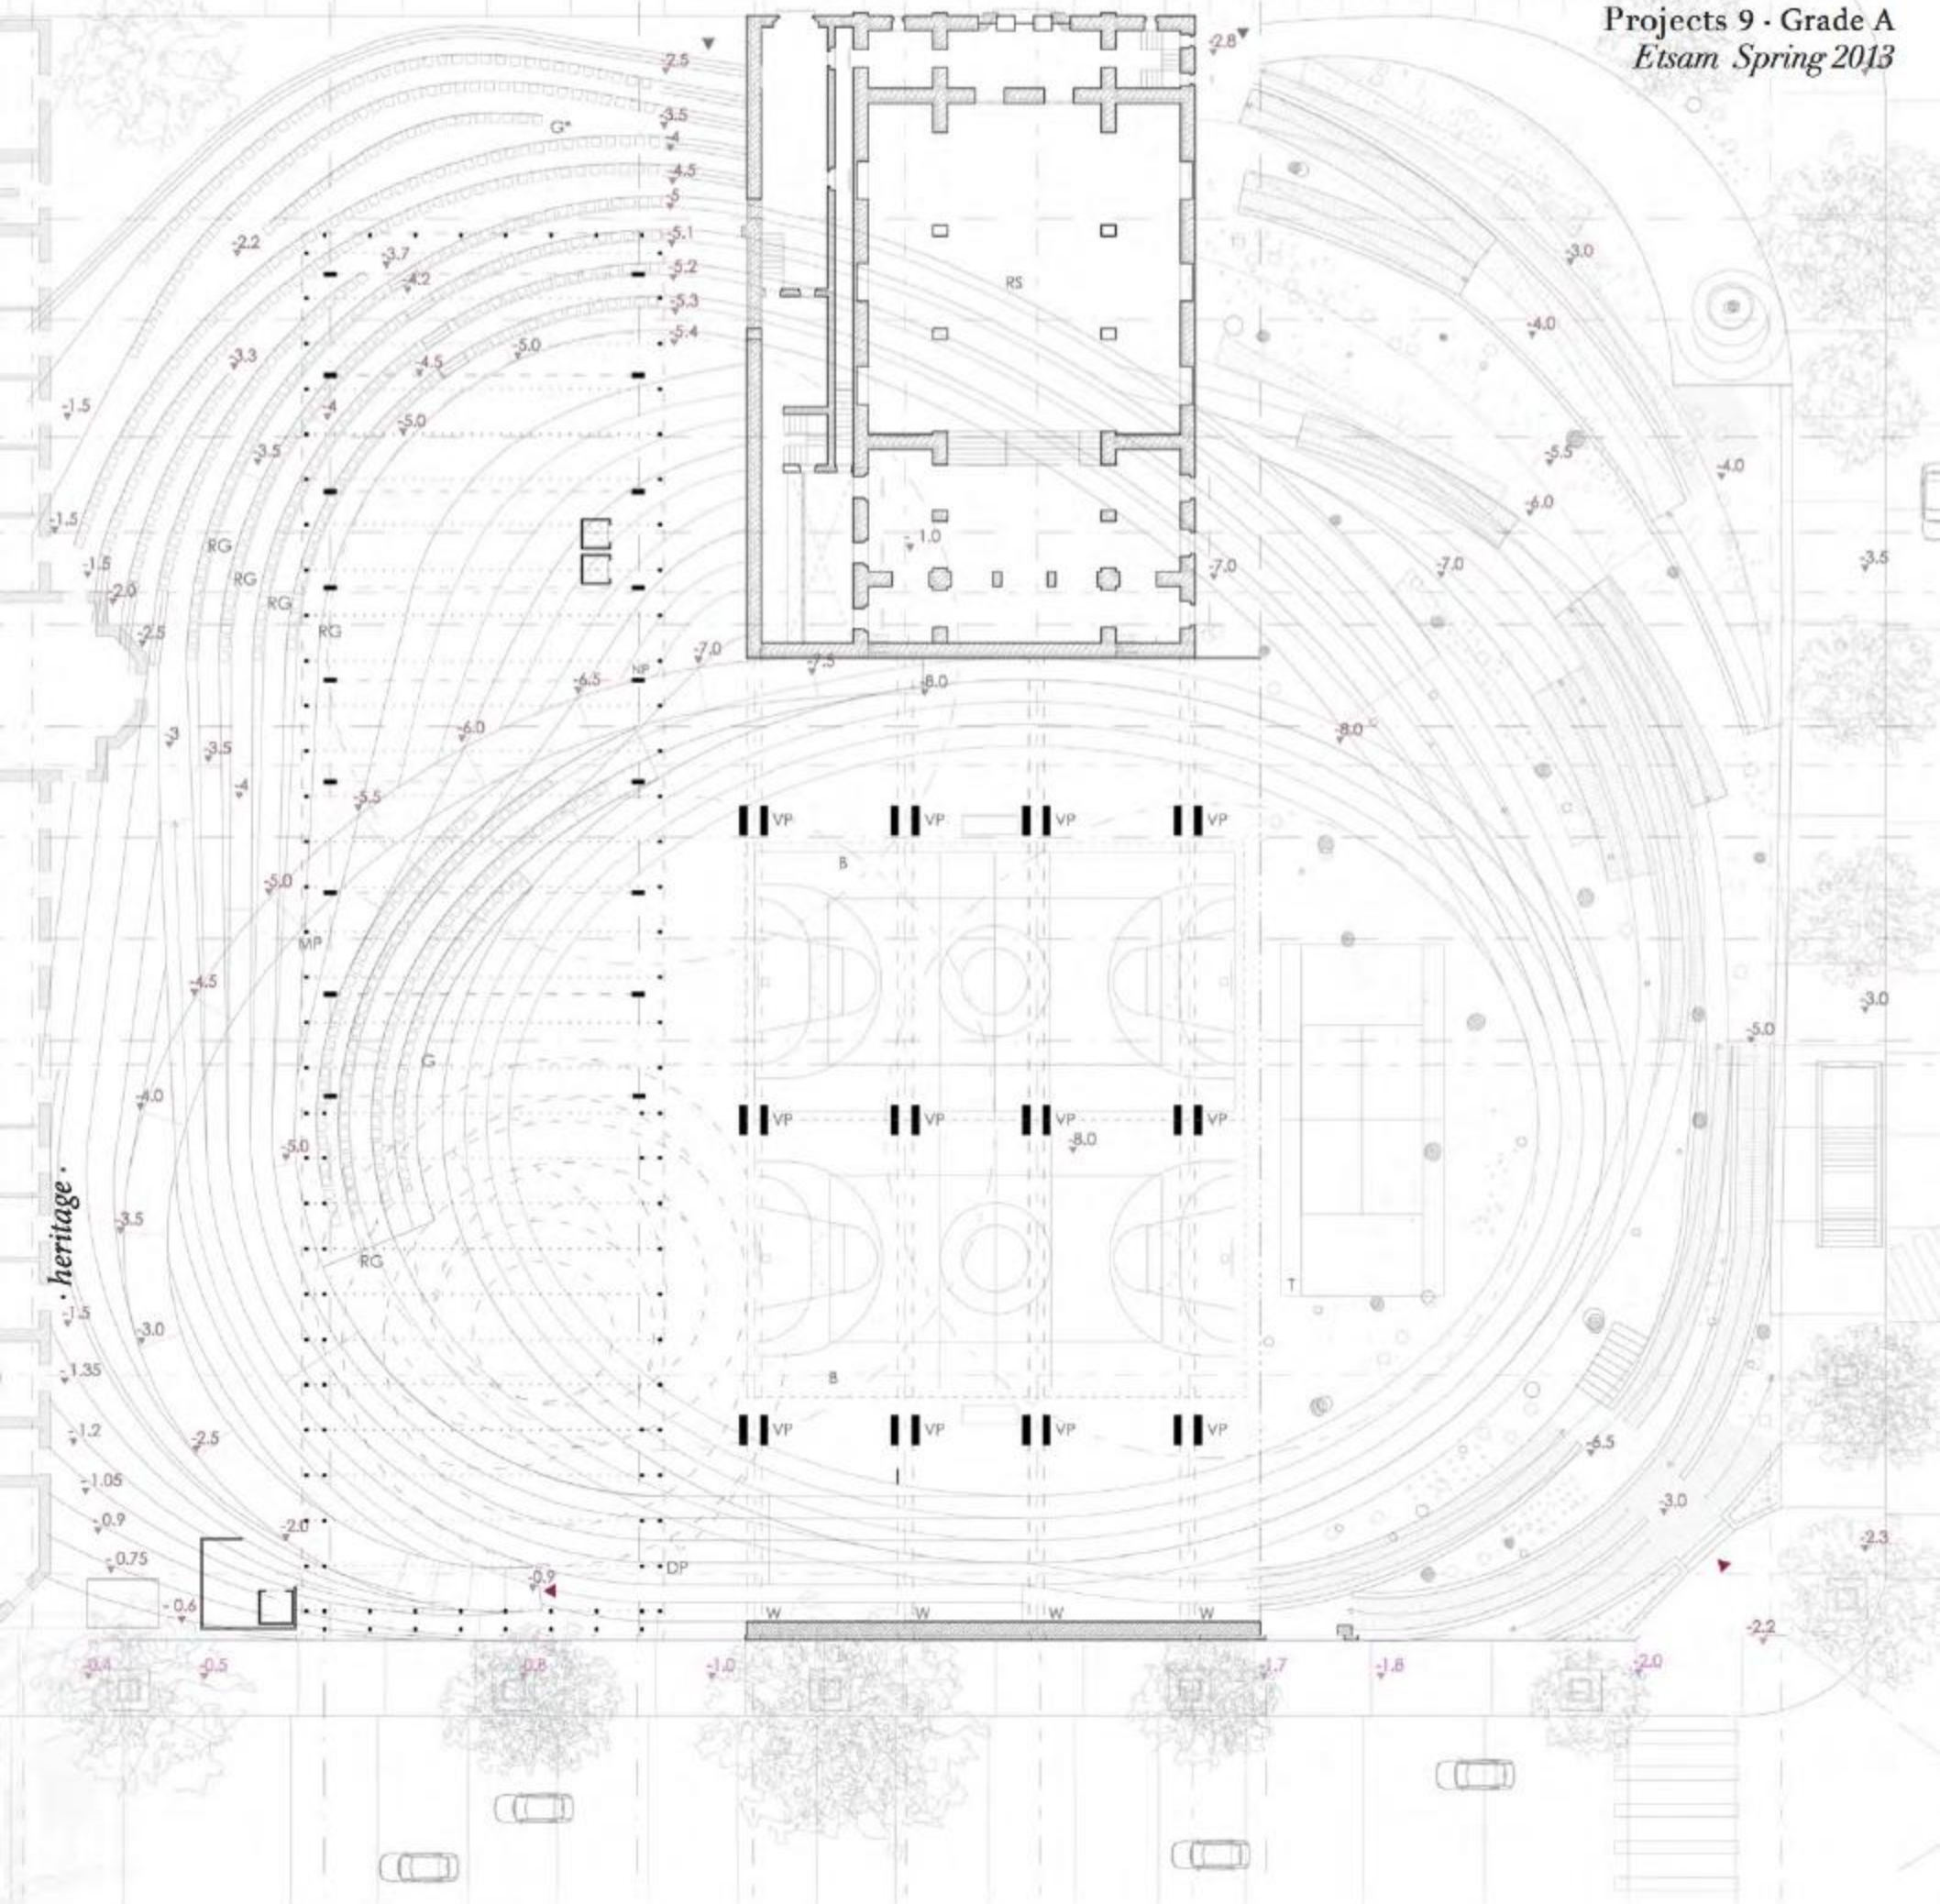 Projects 9 · Grade A
Etsam Spring 2013
-2.5
-2.8
-3.5
G*
-4
-4.5
-5
-5.1
-2.2
-3.7
-3.0
-5.2
-4.2
RS
-5.3
-4.0
-5.4
-5.0
-3.3
-4.5
-1.5
-4
-5.0
-3.5
-5.5
-4.0
-6.0
-1.5
-1.0
RG
-3.5
-1.5
-7.0
-7.0
RG
-2.0
RG
-2.5
RG
-7.0
-7.5
NP
-6.5
-8.0
-3
-6.0
-8.0
-3.5
-4
-5.5
VP
VP
VP
VP
B
-5.0
MP
-4.5
-3.0
-5.0
G
-4.0
VP
VP
VP
VP
-8.0
-5.0
· heritage ·
-3.5
RG
T
-1.5
-3.0
-1.35
B
-1.2
VP
VP
VP
VP
-2.5
-6.5
-1.05
-3.0
-0.9
-2.0
-2.3
-0.75
-0.9
DP
-0.6
W
W
W
W
-2.2
-0.4
-0.5
-0.8
-1.0
-1.7
-1.8
-2.0